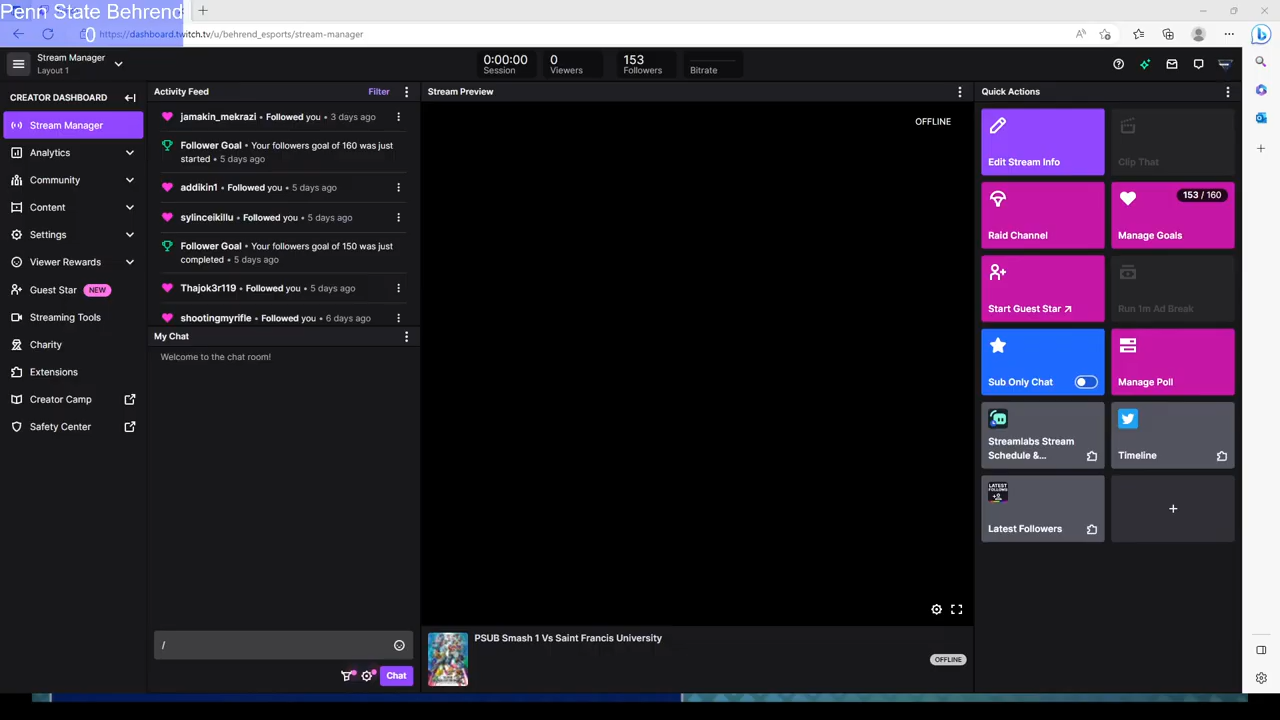 Penn State Behrend
0
https://dashboard.twitch.tv/u/behrend_esports/stream-manager
Stream Manager
Layout 1
0:00:00
Session
0
Viewers
153
Followers
Bitrate
CREATOR DASHBOARD
Stream Manager
Analytics
Community
Content
Settings
Viewer Rewards
Guest Star NEW
Streaming Tools
Charity
Extensions
Creator Camp
Safety Center
Activity Feed
Filter
jamakin_mekrazi • Followed you • 3 days ago
Follower Goal • Your followers goal of 160 was just
started • 5 days ago
addikin1 • Followed you • 5 days ago
sylinceikillu • Followed you • 5 days ago
Follower Goal • Your followers goal of 150 was just
completed • 5 days ago
Thajok3r119 • Followed you • 5 days ago
shootingmyrifle • Followed you • 6 days ago
My Chat
Welcome to the chat room!
/
Chat
Stream Preview
OFFLINE
PSUB Smash 1 Vs Saint Francis University
OFFLINE
Quick Actions
Edit Stream Info
Clip That
Raid Channel
153 / 160
Manage Goals
Start Guest Star
Run 1m Ad Break
Sub Only Chat
Manage Poll
Streamlabs Stream
Schedule &...
Timeline
LATEST
FOLLOWS
Latest Followers